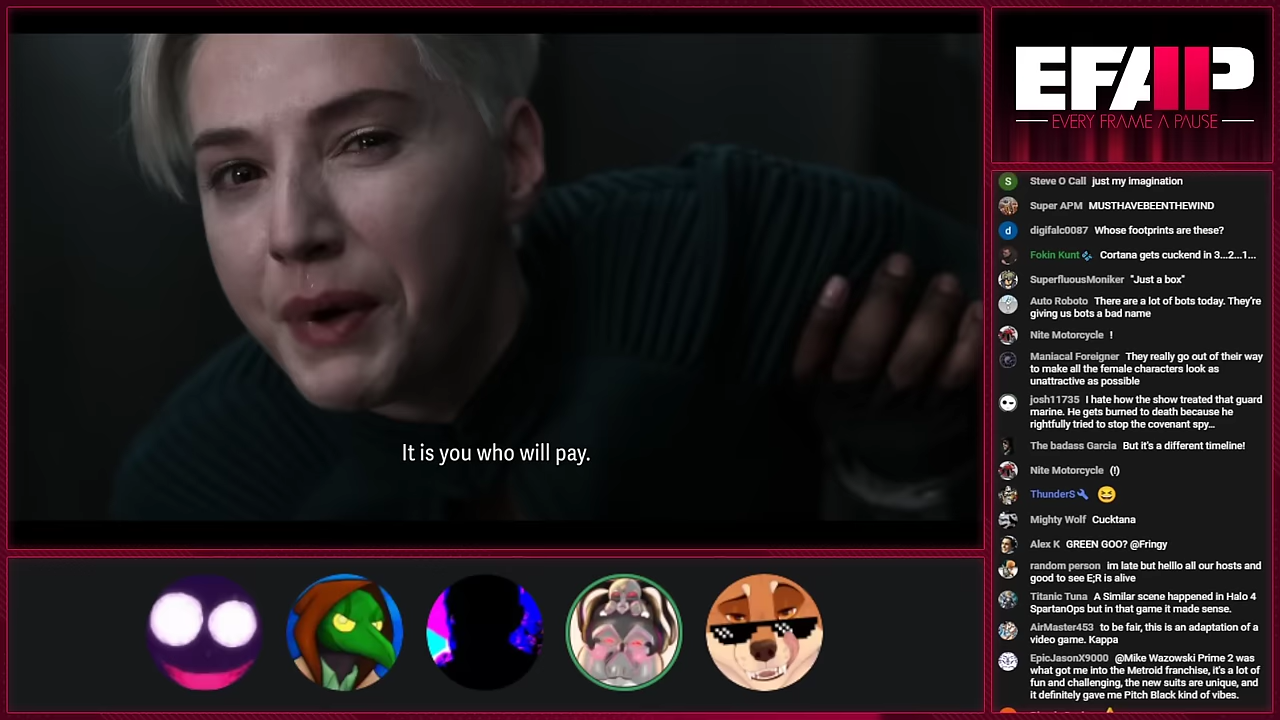 It is you who will pay.
EFAP
EVERY FRAME A PAUSE
S Steve O Call just my imagination
Super APM MUSTHAVEBEENTHEWIND
d digifalc0087 Whose footprints are these?
Fokin Kunt Cortana gets cuckend in 3...2...1...
SuperfluousMoniker "Just a box"
Auto Roboto There are a lot of bots today. They're
giving us bots a bad name
Nite Motorcycle !
Maniacal Foreigner They really go out of their way
to make all the female characters look as
unattractive as possible
josh11735 I hate how the show treated that guard
marine. He gets burned to death because he
rightfully tried to stop the covenant spy...
The badass Garcia But it's a different timeline!
Nite Motorcycle (!)
ThunderS 😆
Mighty Wolf Cucktana
Alex K GREEN GOO? @Fringy
random person im late but helllo all our hosts and
good to see E;R is alive
Titanic Tuna A Similar scene happened in Halo 4
SpartanOps but in that game it made sense.
AirMaster453 to be fair, this is an adaptation of a
video game. Kappa
EpicJasonX9000 @Mike Wazowski Prime 2 was
what got me into the Metroid franchise, it's a lot of
fun and challenging, the new suits are unique, and
it definitely gave me Pitch Black kind of vibes.